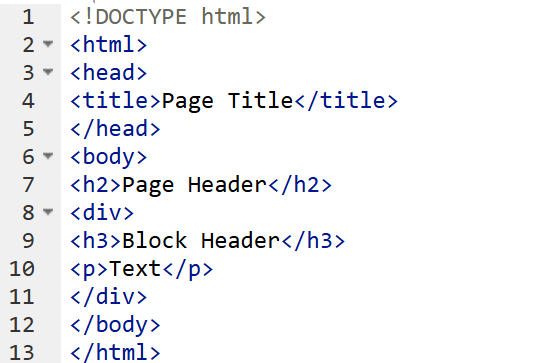 1 <!DOCTYPE html>
2 <html>
3 <head>
4 <title>Page Title</title>
5 </head>
6 <body>
7 <h2>Page Header</h2>
8 <div>
9 <h3>Block Header</h3>
10 <p>Text</p>
11 </div>
12 </body>
13 </html>